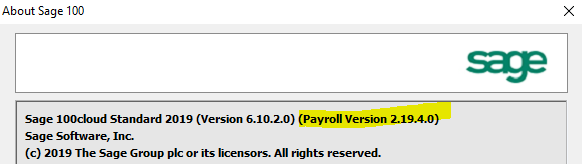 About Sage 100
sage
Sage 100cloud Standard 2019 (Version 6.10.2.0) (Payroll Version 2.19.4.0)
Sage Software, Inc.
(c) 2019 The Sage Group plc or its licensors. All rights reserved.